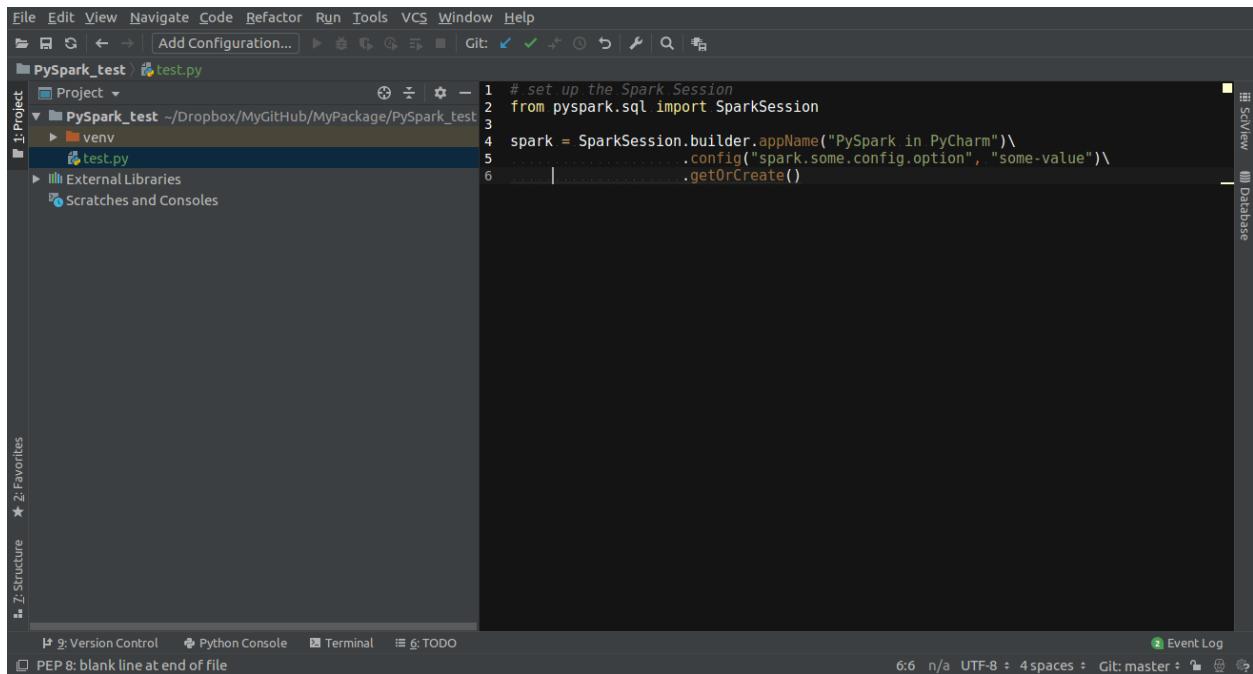 File Edit View Navigate Code Refactor Run Tools VCS Window Help
Add Configuration... Git:
PySpark_test test.py
Project
PySpark_test ~/Dropbox/MyGitHub/MyPackage/PySpark_test
venv
test.py
External Libraries
Scratches and Consoles
1: Project
2: Favorites
7: Structure
1 # set up the Spark Session
2 from pyspark.sql import SparkSession
3
4 spark = SparkSession.builder.appName("PySpark in PyCharm")\
5 .config("spark.some.config.option", "some-value")\
6 .getOrCreate()
SciView
Database
9: Version Control Python Console Terminal 6: TODO 2 Event Log
PEP 8: blank line at end of file 6:6 n/a UTF-8 4 spaces Git: master